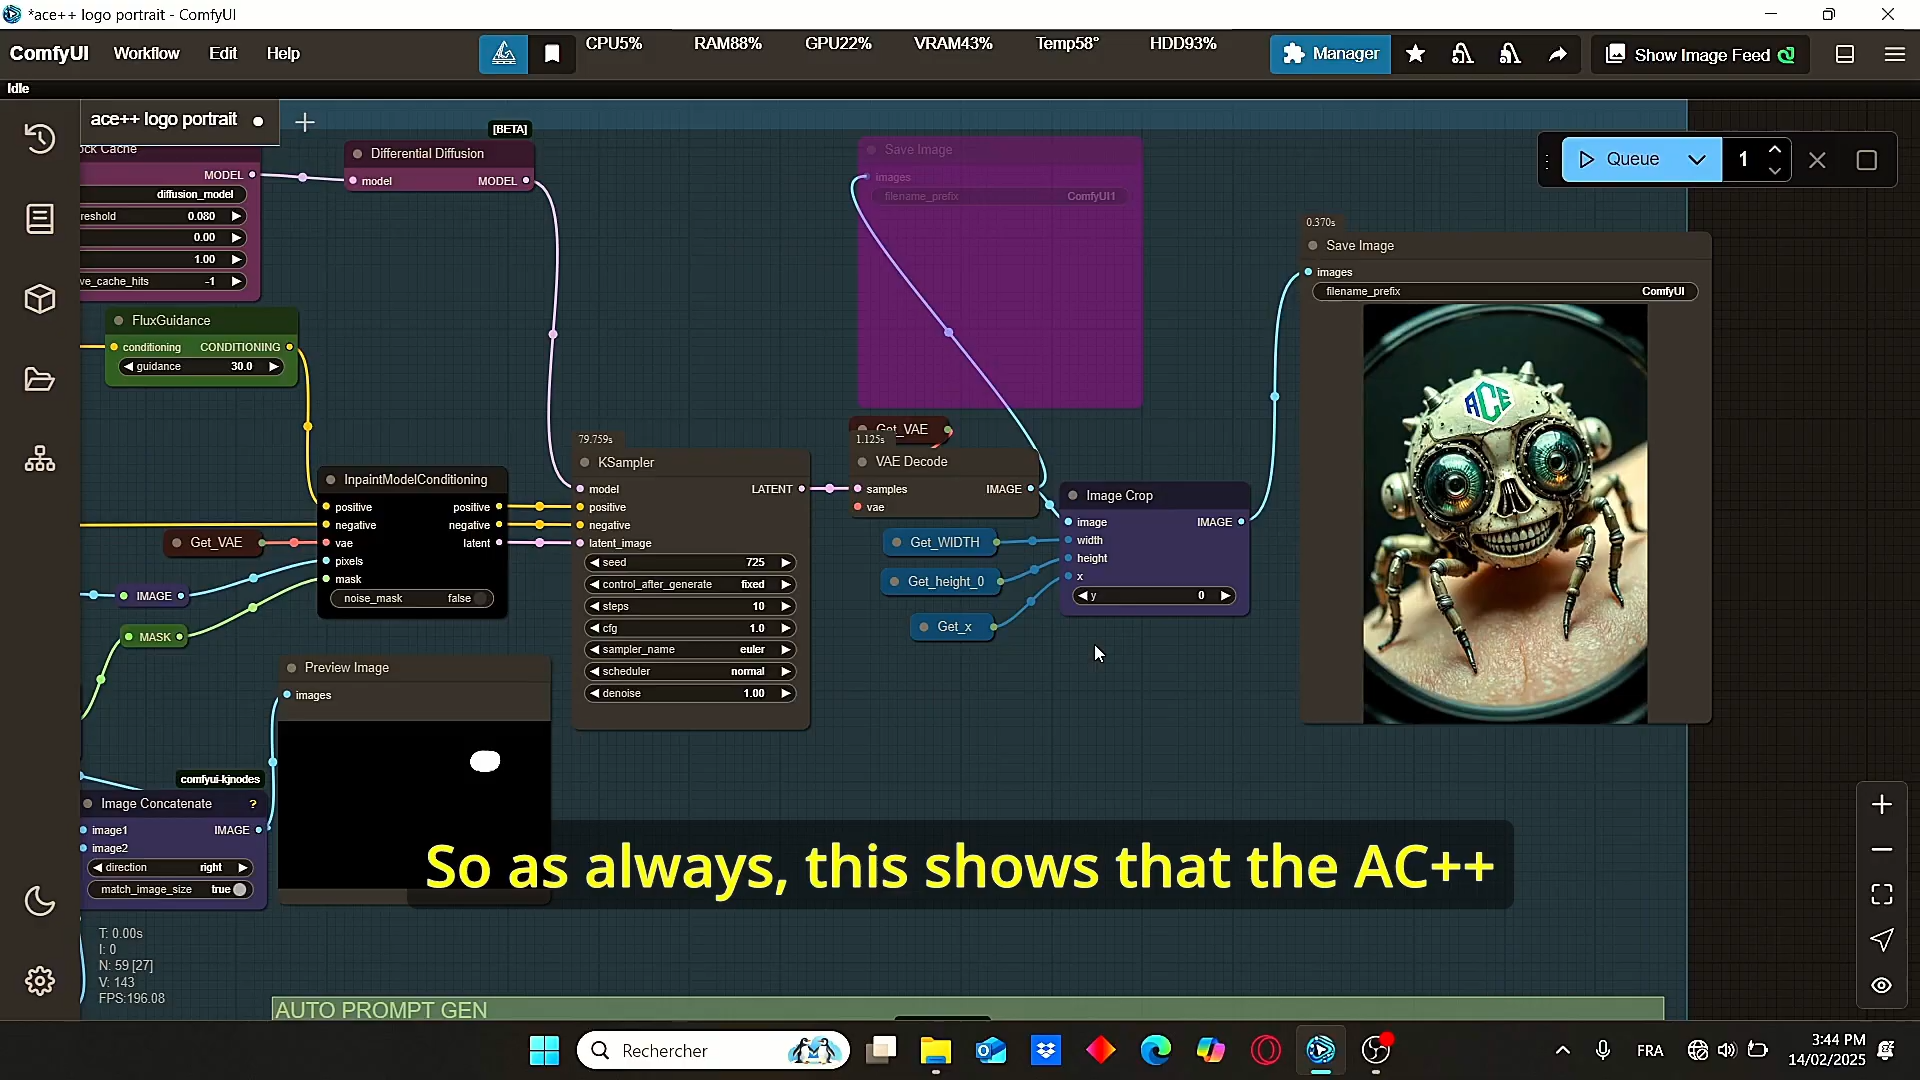 *ace++ logo portrait - ComfyUI
ComfyUI Workflow Edit Help
CPU5% RAM88% GPU22% VRAM43% Temp58° HDD93%
Manager
Show Image Feed
Idle
ace++ logo portrait
Queue 1
ock Cache
MODEL
diffusion_model
reshold 0.080
0.00
1.00
ve_cache_hits -1
[BETA]
Differential Diffusion
model MODEL
FluxGuidance
conditioning CONDITIONING
guidance 30.0
InpaintModelConditioning
positive positive
negative negative
vae latent
pixels
mask
noise_mask false
Get_VAE
IMAGE
MASK
79.759s
KSampler
model LATENT
positive
negative
latent_image
seed 725
control_after_generate fixed
steps 10
cfg 1.0
sampler_name euler
scheduler normal
denoise 1.00
Save Image
images
filename_prefix ComfyUI1
Get_VAE
1.125s
VAE Decode
samples IMAGE
vae
Get_WIDTH
Get_height_0
Get_x
Image Crop
image IMAGE
width
height
x
y 0
0.370s
Save Image
images
filename_prefix ComfyUI
ACE
Preview Image
images
comfyui-kjnodes
Image Concatenate ?
image1 IMAGE
image2
direction right
match_image_size true
So as always, this shows that the AC++
T: 0.00s
I: 0
N: 59 [27]
V: 143
FPS:196.08
AUTO PROMPT GEN
Rechercher
FRA
3:44 PM
14/02/2025